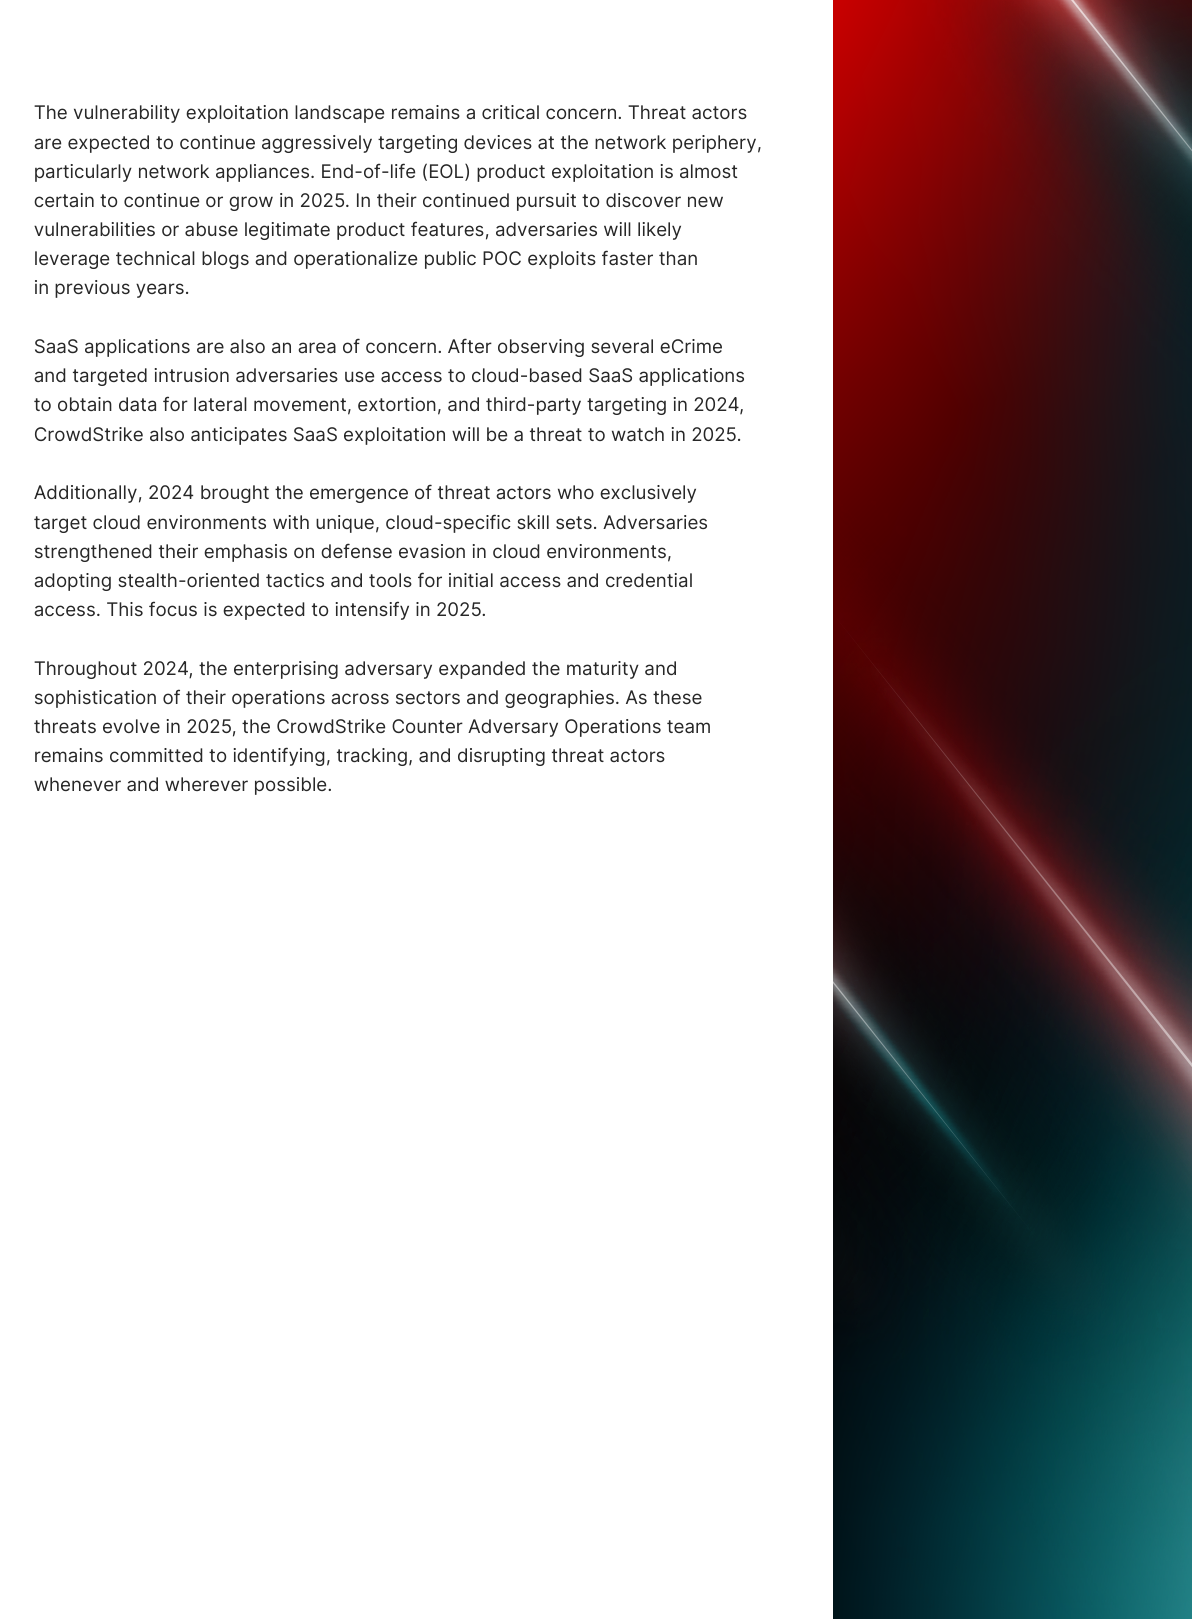 The vulnerability exploitation landscape remains a critical concern. Threat actors
are expected to continue aggressively targeting devices at the network periphery,
particularly network appliances. End-of-life (EOL) product exploitation is almost
certain to continue or grow in 2025. In their continued pursuit to discover new
vulnerabilities or abuse legitimate product features, adversaries will likely
leverage technical blogs and operationalize public POC exploits faster than
in previous years.
SaaS applications are also an area of concern. After observing several eCrime
and targeted intrusion adversaries use access to cloud-based SaaS applications
to obtain data for lateral movement, extortion, and third-party targeting in 2024,
CrowdStrike also anticipates SaaS exploitation will be a threat to watch in 2025.
Additionally, 2024 brought the emergence of threat actors who exclusively
target cloud environments with unique, cloud-specific skill sets. Adversaries
strengthened their emphasis on defense evasion in cloud environments,
adopting stealth-oriented tactics and tools for initial access and credential
access. This focus is expected to intensify in 2025.
Throughout 2024, the enterprising adversary expanded the maturity and
sophistication of their operations across sectors and geographies. As these
threats evolve in 2025, the CrowdStrike Counter Adversary Operations team
remains committed to identifying, tracking, and disrupting threat actors
whenever and wherever possible.